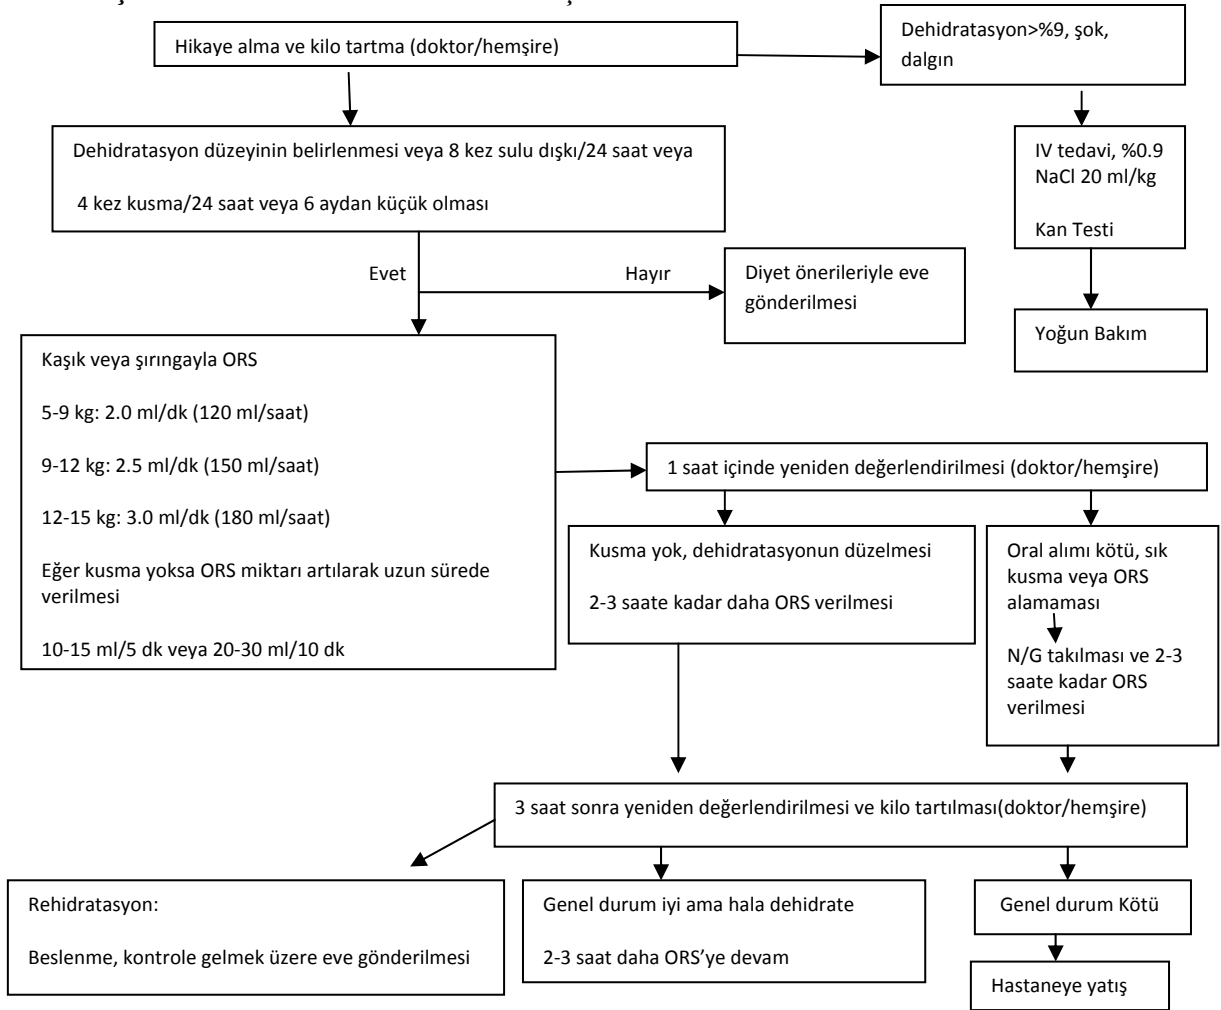 Hikaye alma ve kilo tartma (doktor/hemşire)
Dehidratasyon>%9, şok,
dalgın
Dehidratasyon düzeyinin belirlenmesi veya 8 kez sulu dışkı/24 saat veya
4 kez kusma/24 saat veya 6 aydan küçük olması
IV tedavi, %0.9
NaCl 20 ml/kg
Kan Testi
Evet
Hayır
Diyet önerileriyle eve
gönderilmesi
Yoğun Bakım
Kaşık veya şırıngayla ORS
5-9 kg: 2.0 ml/dk (120 ml/saat)
9-12 kg: 2.5 ml/dk (150 ml/saat)
12-15 kg: 3.0 ml/dk (180 ml/saat)
Eğer kusma yoksa ORS miktarı artılarak uzun sürede
verilmesi
10-15 ml/5 dk veya 20-30 ml/10 dk
1 saat içinde yeniden değerlendirilmesi (doktor/hemşire)
Kusma yok, dehidratasyonun düzelmesi
2-3 saate kadar daha ORS verilmesi
Oral alımı kötü, sık
kusma veya ORS
alamaması
N/G takılması ve 2-3
saate kadar ORS
verilmesi
3 saat sonra yeniden değerlendirilmesi ve kilo tartılması(doktor/hemşire)
Rehidratasyon:
Beslenme, kontrole gelmek üzere eve gönderilmesi
Genel durum iyi ama hala dehidrate
2-3 saat daha ORS’ye devam
Genel durum Kötü
Hastaneye yatış